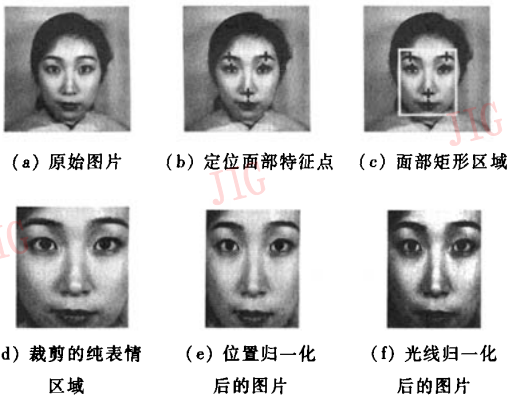 (a) 原始图片
(b) 定位面部特征点
(c) 面部矩形区域
JIG
JIG
JIG
d) 裁剪的纯表情
区域
(e) 位置归一化
后的图片
(f) 光线归一化
后的图片